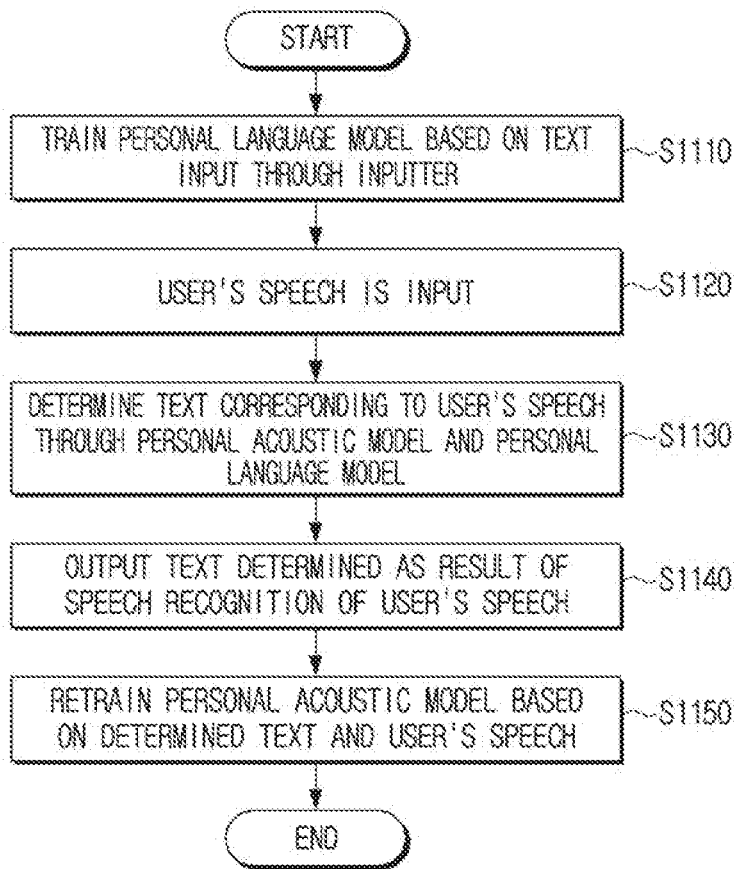 START
TRAIN PERSONAL LANGUAGE MODEL BASED ON TEXT
INPUT THROUGH INPUTTER
S1110
USER'S SPEECH IS INPUT
S1120
DETERMINE TEXT CORRESPONDING TO USER'S SPEECH
THROUGH PERSONAL ACOUSTIC MODEL AND PERSONAL
LANGUAGE MODEL
S1130
OUTPUT TEXT DETERMINED AS RESULT OF
SPEECH RECOGNITION OF USER'S SPEECH
S1140
RETRAIN PERSONAL ACOUSTIC MODEL BASED
ON DETERMINED TEXT AND USER'S SPEECH
S1150
END